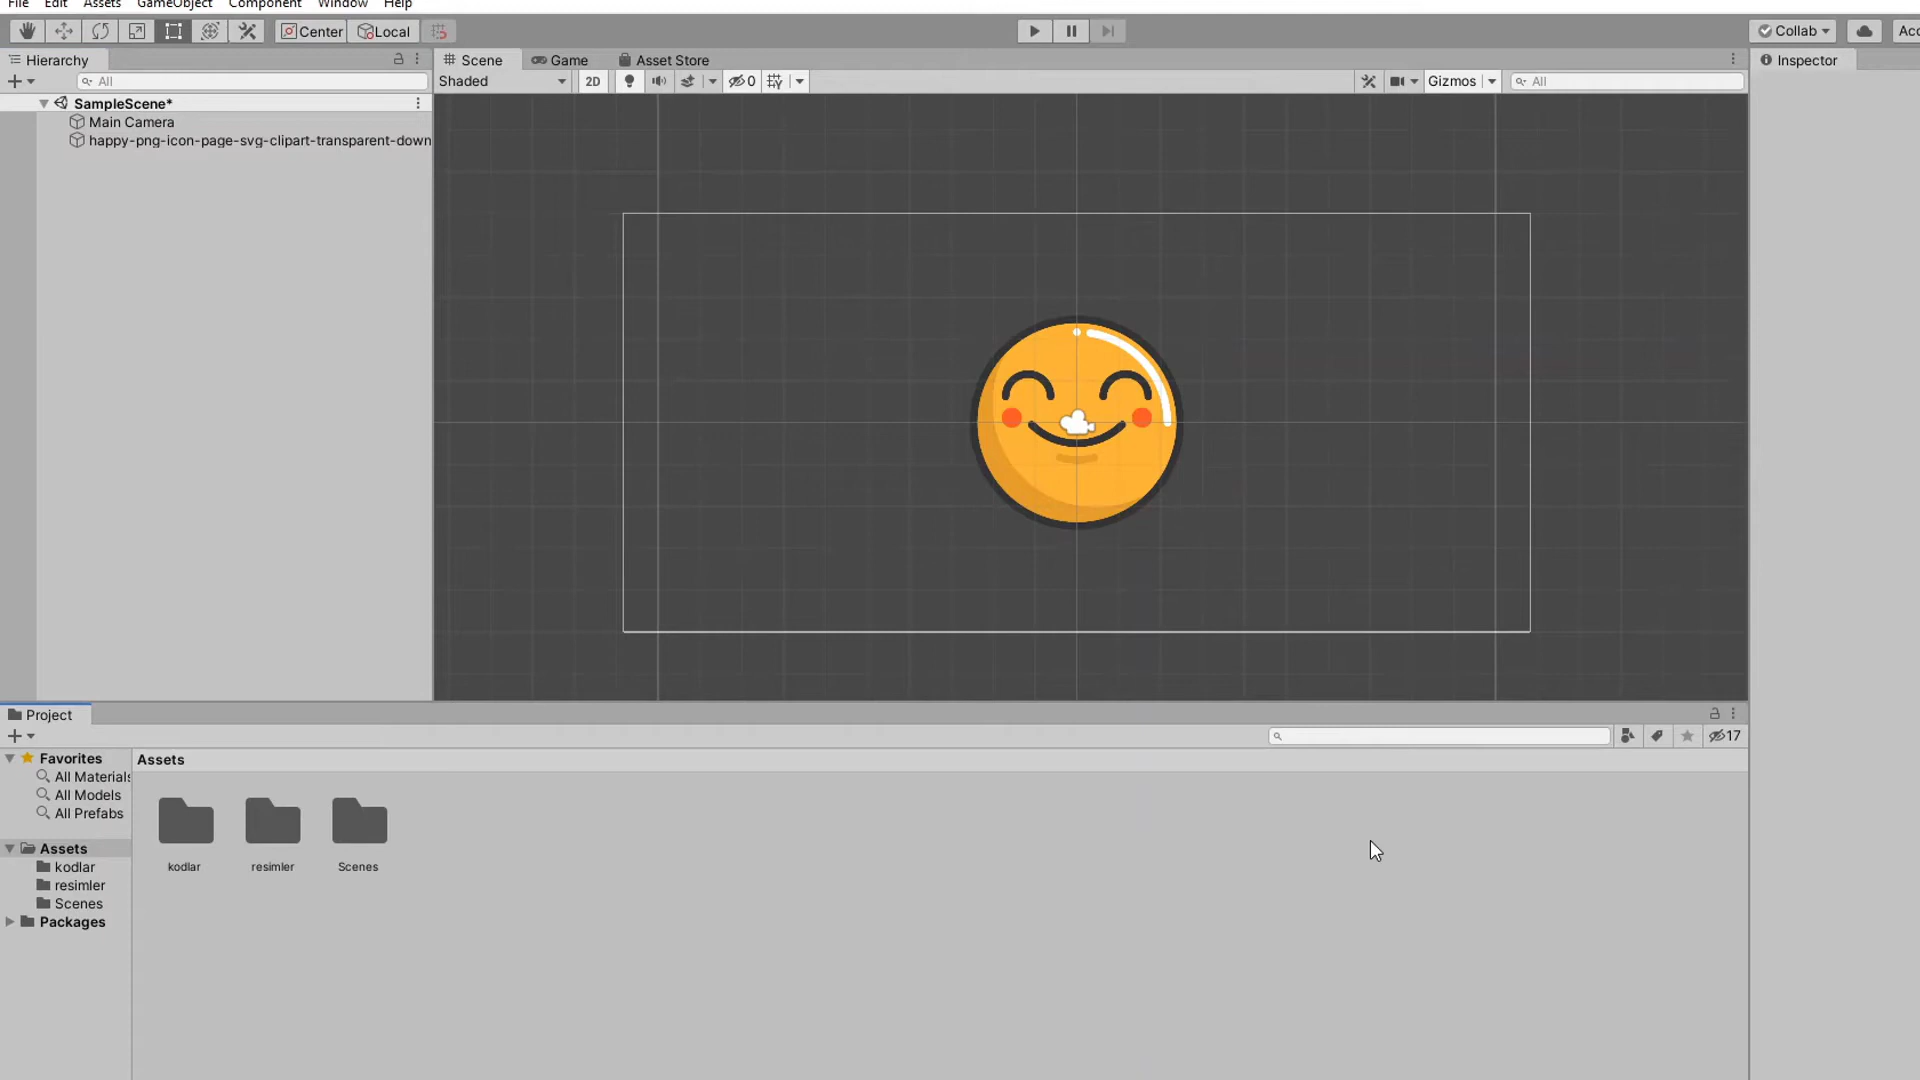 File Edit Assets GameObject Component Window Help
Center Local Collab
Hierarchy Scene Game Asset Store Inspector
All Shaded 2D 0 Gizmos All
SampleScene*
Main Camera
happy-png-icon-page-svg-clipart-transparent-down
Project
17
Favorites Assets
All Materials
All Models
All Prefabs
Assets
kodlar kodlar resimler Scenes
resimler
Scenes
Packages